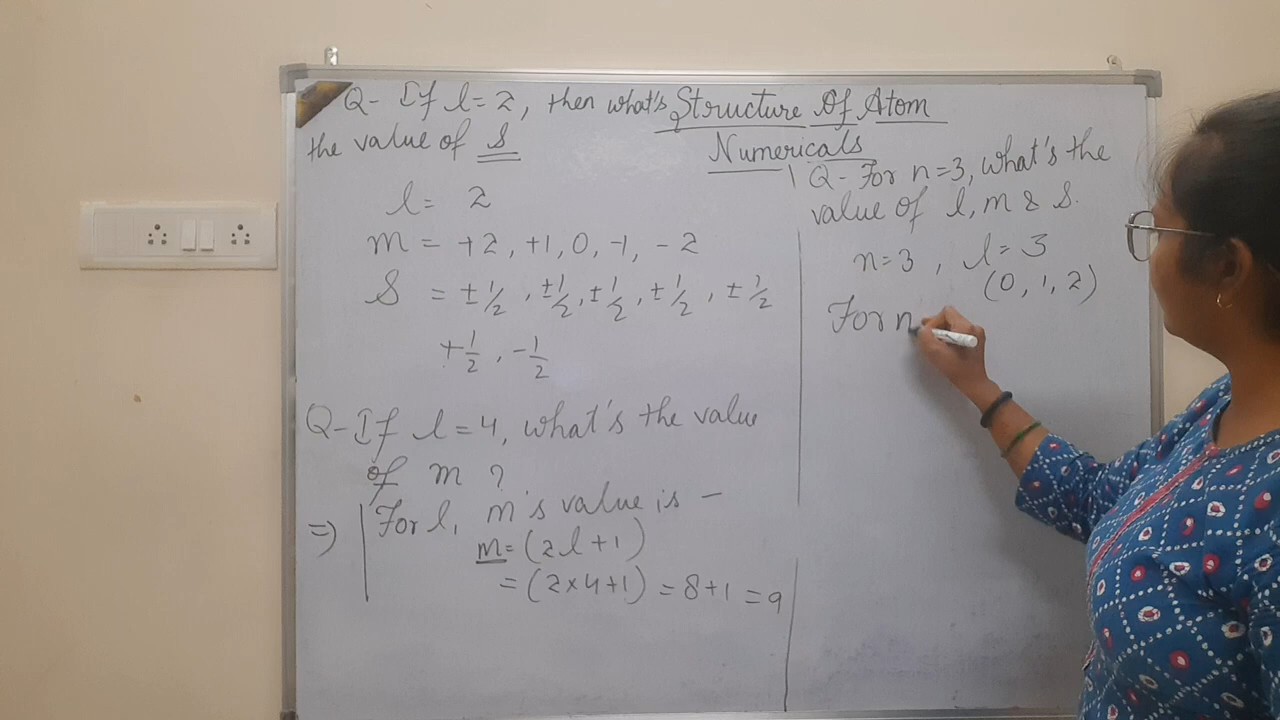 Structure Of Atom
Numericals
Q- If l= 2, then what's
the value of S
l= 2
m = +2, +1, 0, -1, -2
S = ±1/2, ±1/2, ±1/2, ±1/2, ±1/2
+1/2, -1/2
Q- If l=4, what's the value
of m ?
=) For l, m's value is -
m= (2l+1)
= (2x4+1) = 8+1 = 9
Q- For n=3, what's the
value of l, m & S.
n=3, l=3
(0, 1, 2)
For n